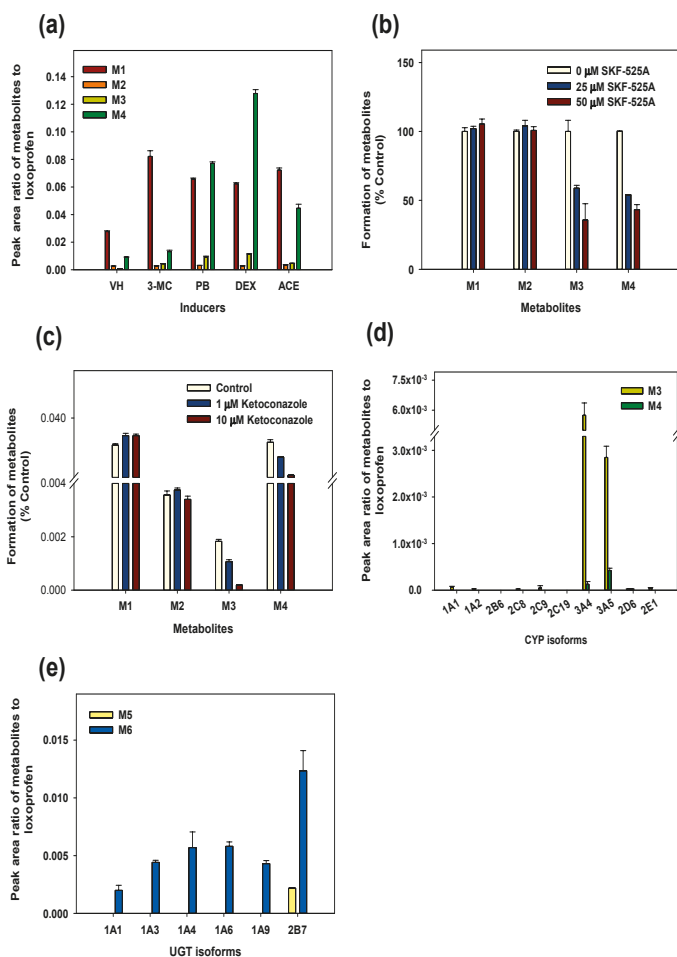 (a)
M1
M2
M3
M4
0.14
0.12
0.10
0.08
0.06
0.04
0.02
0.00
Peak area ratio of metabolites to
loxoprofen
VH 3-MC PB DEX ACE
Inducers
(b)
0 μM SKF-525A
25 μM SKF-525A
50 μM SKF-525A
150
100
50
0
Formation of metabolites
(% Control)
M1 M2 M3 M4
Metabolites
(c)
Control
1 μM Ketoconazole
10 μM Ketoconazole
0.040
0.004
0.002
0.000
Formation of metabolites
(% Control)
M1 M2 M3 M4
Metabolites
(d)
M3
M4
7.5x10⁻³
6.0x10⁻³
3.0x10⁻³
1.0x10⁻³
0.0
Peak area ratio of metabolites to
loxoprofen
1A1 1A2 2B6 2C8 2C9 2C19 3A4 3A5 2D6 2E1
CYP isoforms
(e)
M5
M6
0.015
0.010
0.005
0.000
Peak area ratio of metabolites to
loxoprofen
1A1 1A3 1A4 1A6 1A9 2B7
UGT isoforms